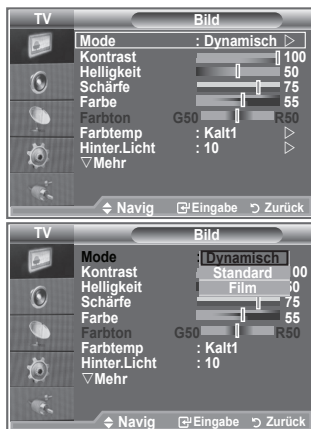 TV Bild
Mode : Dynamisch ▷
Kontrast 100
Helligkeit 50
Schärfe 75
Farbe 55
Farbton G50 R50
Farbtemp : Kalt1 ▷
Hinter.Licht : 10 ▷
▽Mehr
Navig Eingabe Zurück
TV Bild
Mode : Dynamisch
Kontrast Standard 00
Helligkeit Film 50
Schärfe 75
Farbe 55
Farbton G50 R50
Farbtemp : Kalt1
Hinter.Licht : 10
▽Mehr
Navig Eingabe Zurück